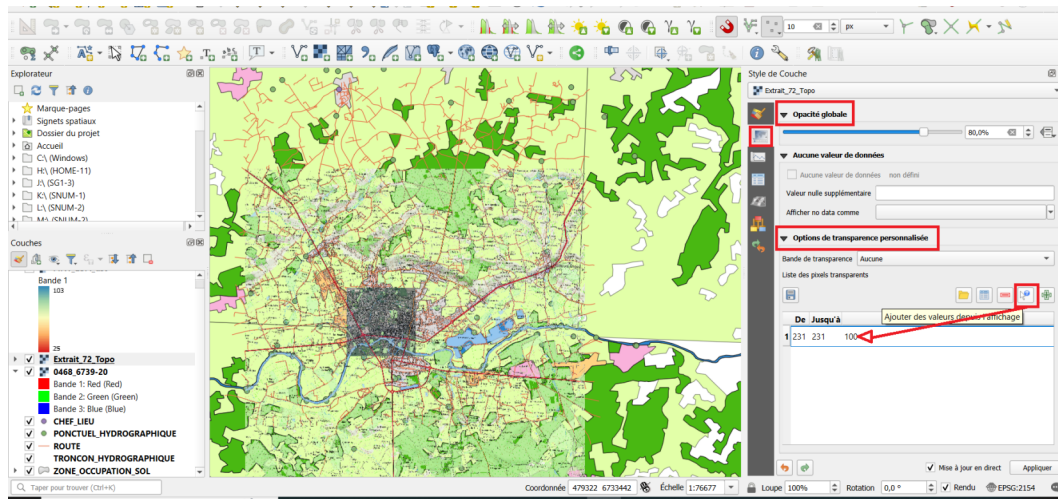 10
px
Explorateur
Marque-pages
Signets spatiaux
Dossier du projet
Accueil
C:\ (Windows)
H:\ (HOME-11)
J:\ (SG1-3)
K:\ (SNUM-1)
L:\ (SNUM-2)
M:\ (SNUM-2)
Couches
Bande 1
103
25
Extrait_72_Topo
0468_6739-20
Bande 1: Red (Red)
Bande 2: Green (Green)
Bande 3: Blue (Blue)
CHEF_LIEU
PONCTUEL_HYDROGRAPHIQUE
ROUTE
TRONCON_HYDROGRAPHIQUE
ZONE_OCCUPATION_SOL
Style de Couche
Extrait_72_Topo
Opacité globale
80,0%
Aucune valeur de données
Aucune valeur de données non défini
Valeur nulle supplémentaire
Afficher no data comme
Options de transparence personnalisée
Bande de transparence Aucune
Liste des pixels transparents
Ajouter des valeurs depuis l'affichage
De Jusqu'à
1 231 231 100
Mise à jour en direct Appliquer
Taper pour trouver (Ctrl+K) Coordonnée 479322 6733442 Échelle 1:76677 Loupe 100% Rotation 0,0 ° Rendu EPSG:2154